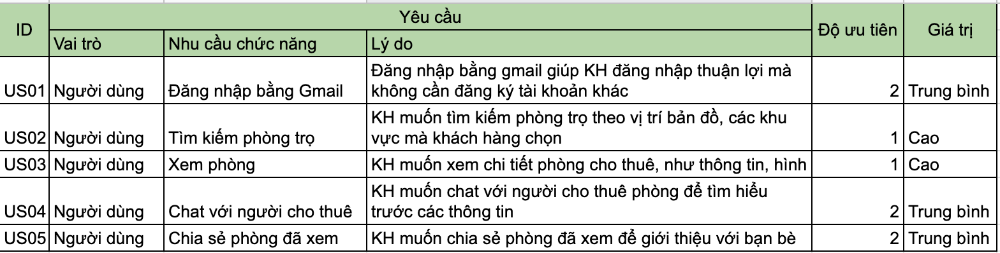 ID
Yêu cầu
Độ ưu tiên
Giá trị
Vai trò
Nhu cầu chức năng
Lý do
US01
Người dùng
Đăng nhập bằng Gmail
Đăng nhập bằng gmail giúp KH đăng nhập thuận lợi mà
không cần đăng ký tài khoản khác
2
Trung bình
US02
Người dùng
Tìm kiếm phòng trọ
KH muốn tìm kiếm phòng trọ theo vị trí bản đồ, các khu
vực mà khách hàng chọn
1
Cao
US03
Người dùng
Xem phòng
KH muốn xem chi tiết phòng cho thuê, như thông tin, hình
1
Cao
US04
Người dùng
Chat với người cho thuê
KH muốn chat với người cho thuê phòng để tìm hiểu
trước các thông tin
2
Trung bình
US05
Người dùng
Chia sẻ phòng đã xem
KH muốn chia sẻ phòng đã xem để giới thiệu với bạn bè
2
Trung bình